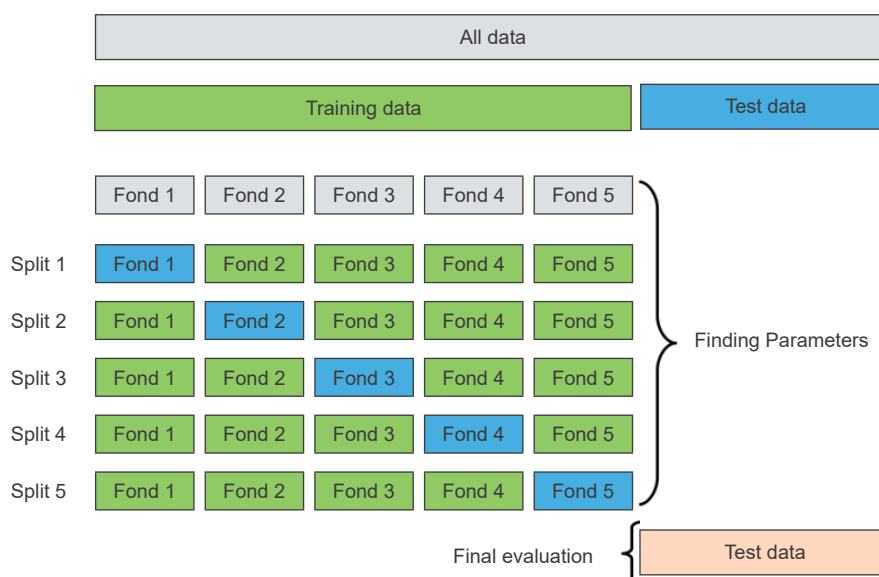 All data
Training data Test data
Fond 1 Fond 2 Fond 3 Fond 4 Fond 5
Split 1 Fond 1 Fond 2 Fond 3 Fond 4 Fond 5
Split 2 Fond 1 Fond 2 Fond 3 Fond 4 Fond 5
Finding Parameters
Split 3 Fond 1 Fond 2 Fond 3 Fond 4 Fond 5
Split 4 Fond 1 Fond 2 Fond 3 Fond 4 Fond 5
Split 5 Fond 1 Fond 2 Fond 3 Fond 4 Fond 5
Final evaluation Test data